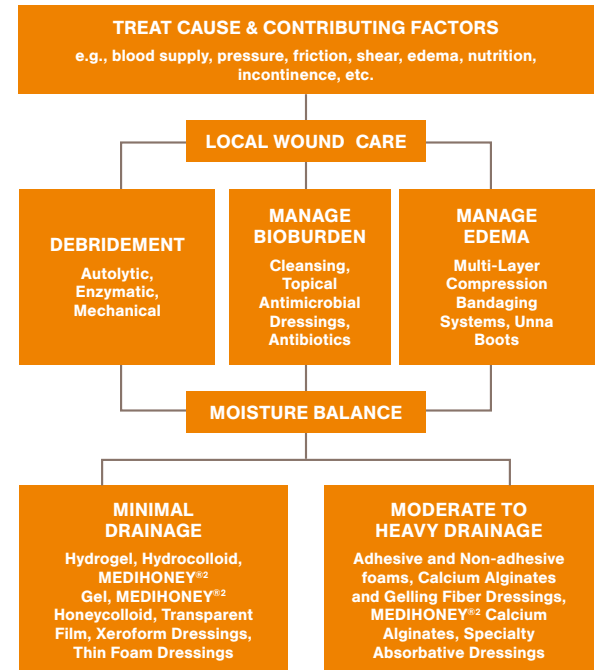 TREAT CAUSE & CONTRIBUTING FACTORS
e.g., blood supply, pressure, friction, shear, edema, nutrition,
incontinence, etc.
LOCAL WOUND CARE
DEBRIDEMENT
Autolytic,
Enzymatic,
Mechanical
MANAGE
BIOBURDEN
Cleansing,
Topical
Antimicrobial
Dressings,
Antibiotics
MANAGE
EDEMA
Multi-Layer
Compression
Bandaging
Systems, Unna
Boots
MOISTURE BALANCE
MINIMAL
DRAINAGE
Hydrogel, Hydrocolloid,
MEDIHONEY®²
Gel, MEDIHONEY®²
Honeycolloid, Transparent
Film, Xeroform Dressings,
Thin Foam Dressings
MODERATE TO
HEAVY DRAINAGE
Adhesive and Non-adhesive
foams, Calcium Alginates
and Gelling Fiber Dressings,
MEDIHONEY®² Calcium
Alginates, Specialty
Absorbative Dressings